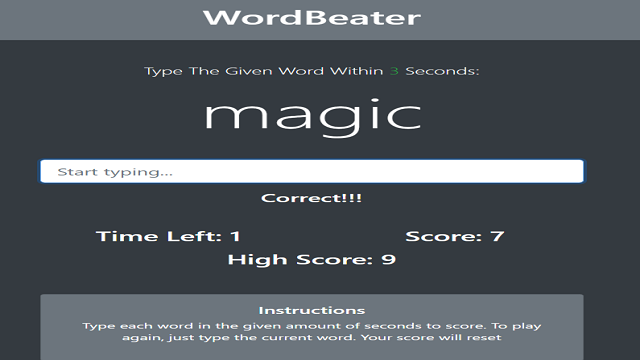 WordBeater
Type The Given Word Within 3 Seconds:
magic
Start typing...
Correct!!!
Time Left: 1 Score: 7
High Score: 9
Instructions
Type each word in the given amount of seconds to score. To play
again, just type the current word. Your score will reset